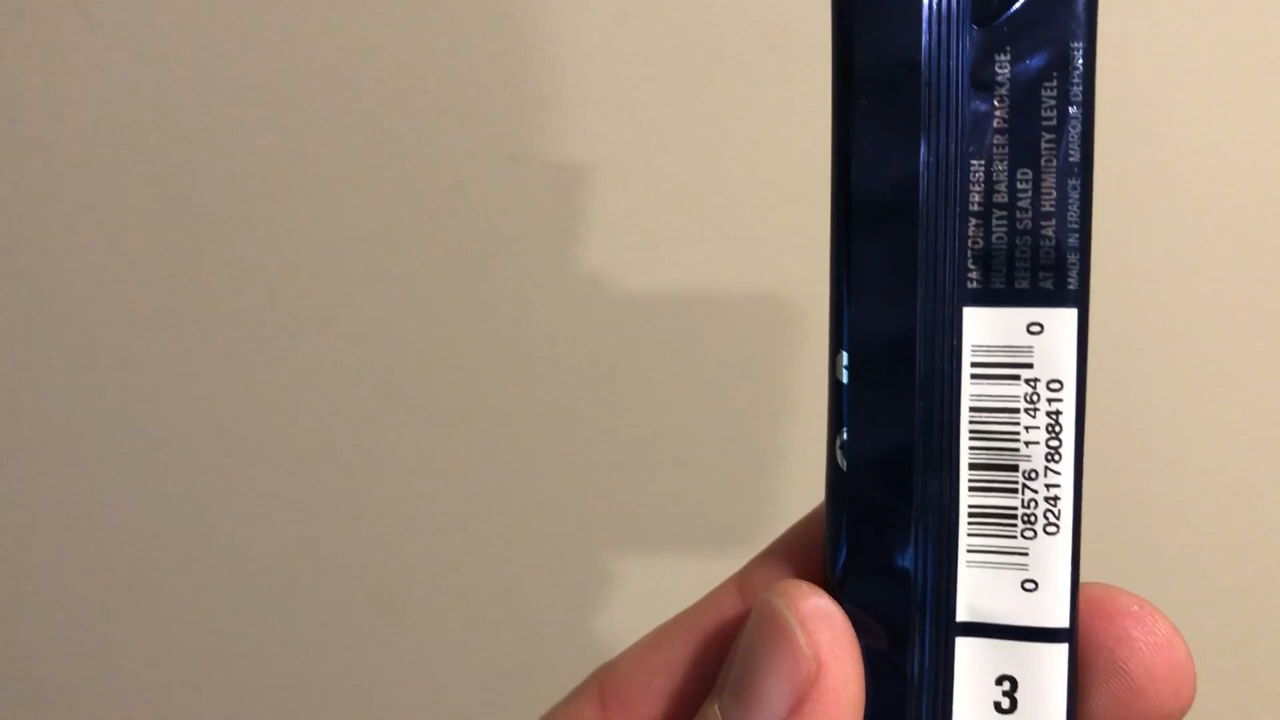 FACTORY FRESH
HUMIDITY BARRIER PACKAGE.
REEDS SEALED
AT IDEAL HUMIDITY LEVEL.
MADE IN FRANCE - MARQUE DÉPOSÉE
0 08576 11464 0
02417808410
3